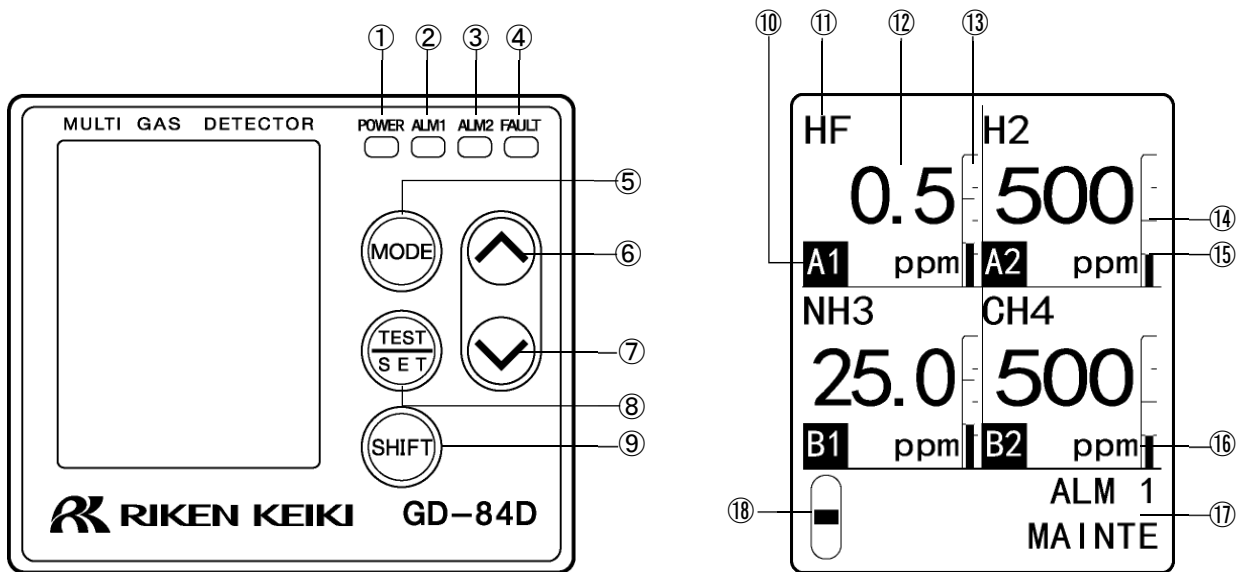 ① ② ③ ④
MULTI GAS DETECTOR
POWER ALM1 ALM2 FAULT
⑤
MODE
⑥
TEST
SET
⑦
⑧
SHIFT
⑨
RIKEN KEIKI GD-84D
⑩ ⑪ ⑫ ⑬
HF H2
0.5 500
⑭
A1 ppm A2 ppm
⑮
NH3 CH4
25.0 500
B1 ppm B2 ppm
⑯
ALM 1
⑰
⑱
MAINTE